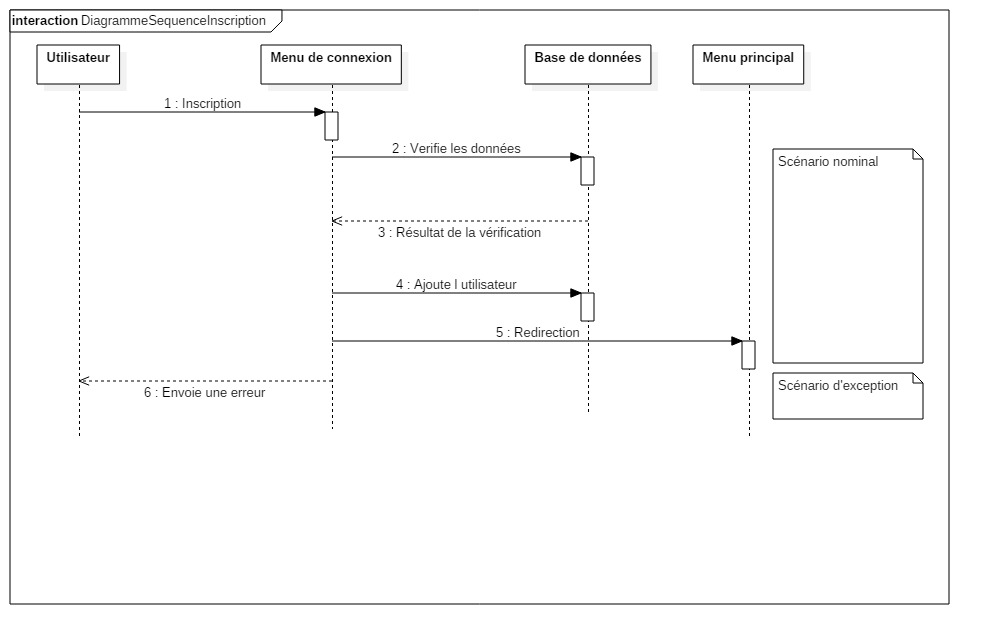 interaction DiagrammeSequenceInscription
Utilisateur
Menu de connexion
Base de données
Menu principal
1 : Inscription
2 : Verifie les données
Scénario nominal
3 : Résultat de la vérification
4 : Ajoute l utilisateur
5 : Redirection
6 : Envoie une erreur
Scénario d'exception